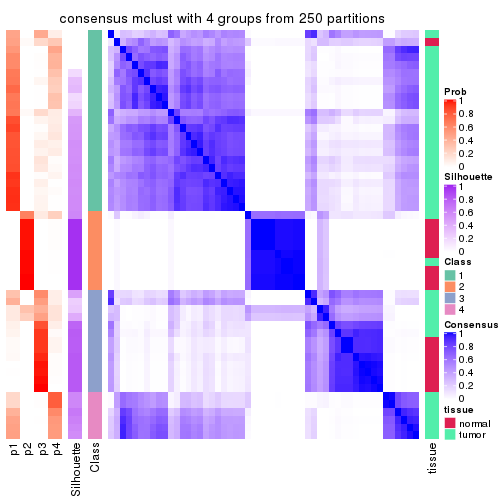 consensus mclust with 4 groups from 250 partitions
Prob
1
0.8
0.6
0.4
0.2
0
Silhouette
1
0.8
0.6
0.4
0.2
0
Class
1
2
3
4
Consensus
1
0.8
0.6
0.4
0.2
0
tissue
normal
tumor
p1
p2
p3
p4
Silhouette
Class
tissue